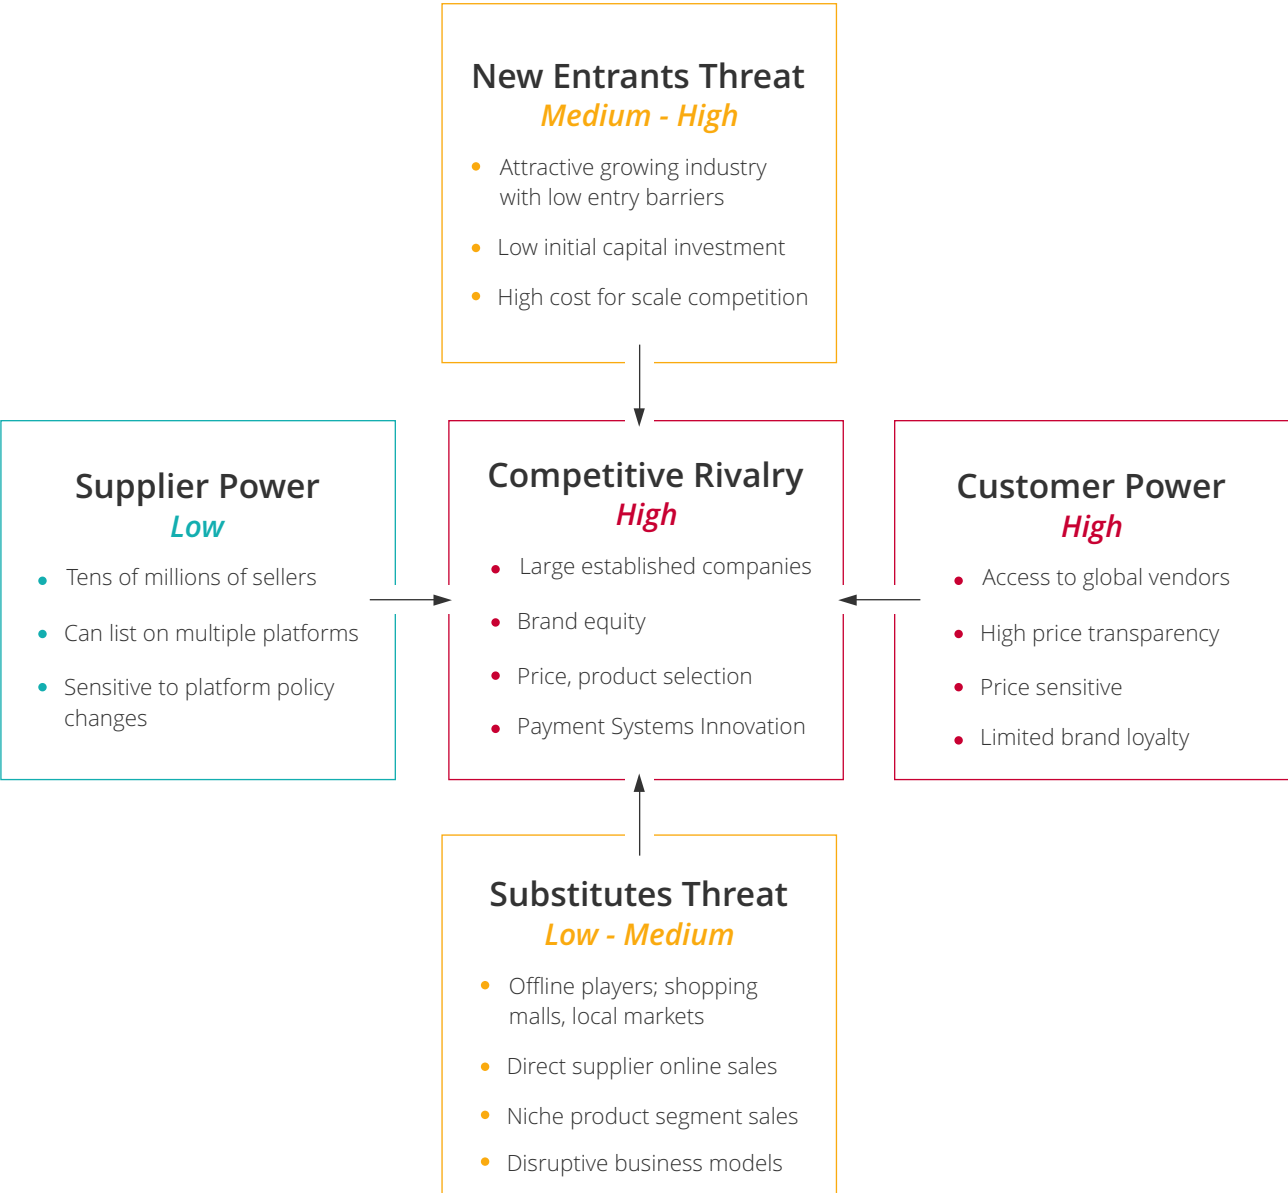 New Entrants Threat
Medium - High
Attractive growing industry
with low entry barriers
Low initial capital investment
High cost for scale competition
Supplier Power
Low
Tens of millions of sellers
Can list on multiple platforms
Sensitive to platform policy
changes
Competitive Rivalry
High
Large established companies
Brand equity
Price, product selection
Payment Systems Innovation
Customer Power
High
Access to global vendors
High price transparency
Price sensitive
Limited brand loyalty
Substitutes Threat
Low - Medium
Offline players; shopping
malls, local markets
Direct supplier online sales
Niche product segment sales
Disruptive business models